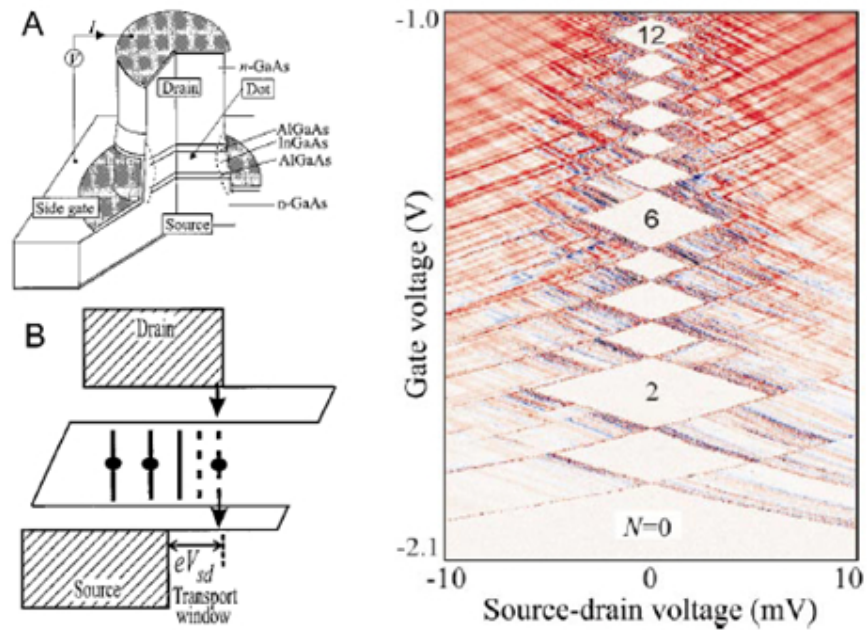 A
I
V
n-GaAs
Drain
Dot
AlGaAs
InGaAs
AlGaAs
n-GaAs
Side gate
Source
B
Drain
eVsd
Source
Transport
window
-1.0
12
6
2
N=0
Gate voltage (V)
-2.1
-10
0
10
Source-drain voltage (mV)